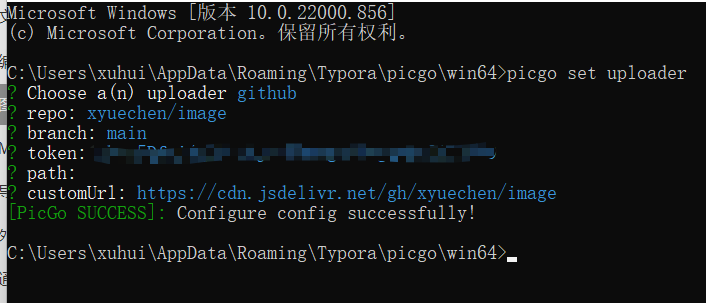 Microsoft Windows [版本 10.0.22000.856]
(c) Microsoft Corporation。保留所有权利。
C:\Users\xuhui\AppData\Roaming\Typora\picgo\win64>picgo set uploader
? Choose a(n) uploader github
? repo: xyuechen/image
? branch: main
? token:
? path:
? customUrl: https://cdn.jsdelivr.net/gh/xyuechen/image
[PicGo SUCCESS]: Configure config successfully!
C:\Users\xuhui\AppData\Roaming\Typora\picgo\win64>